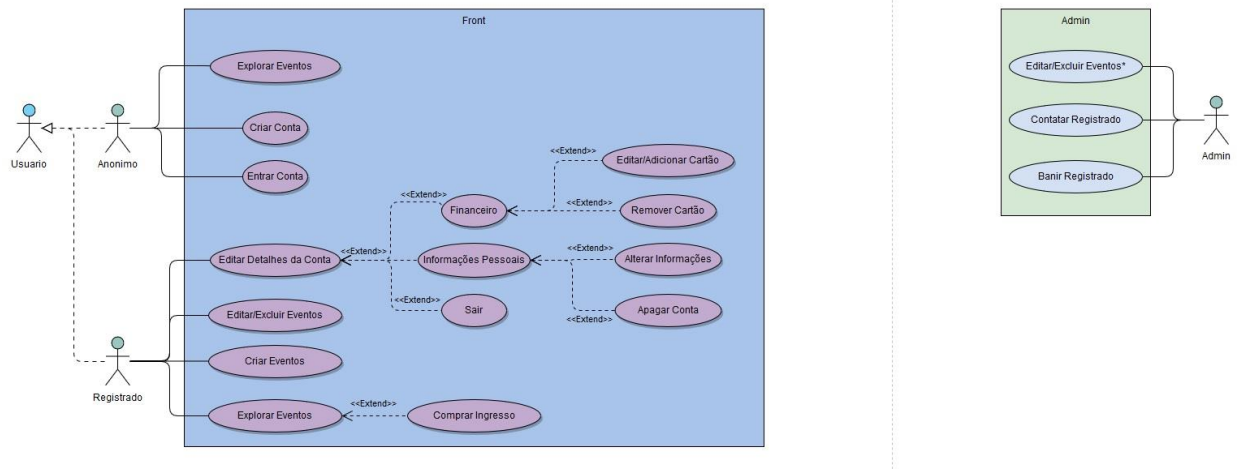 Front
Admin
Explorar Eventos
Editar/Excluir Eventos*
Usuario
Anonimo
Criar Conta
Contatar Registrado
Admin
<<Extend>>
Editar/Adicionar Cartão
Entrar Conta
Banir Registrado
<<Extend>>
Financeiro
<<Extend>>
Remover Cartão
Editar Detalhes da Conta
<<Extend>>
Informações Pessoais
<<Extend>>
Alterar Informações
<<Extend>>
Sair
<<Extend>>
Apagar Conta
Editar/Excluir Eventos
Registrado
Criar Eventos
Explorar Eventos
<<Extend>>
Comprar Ingresso